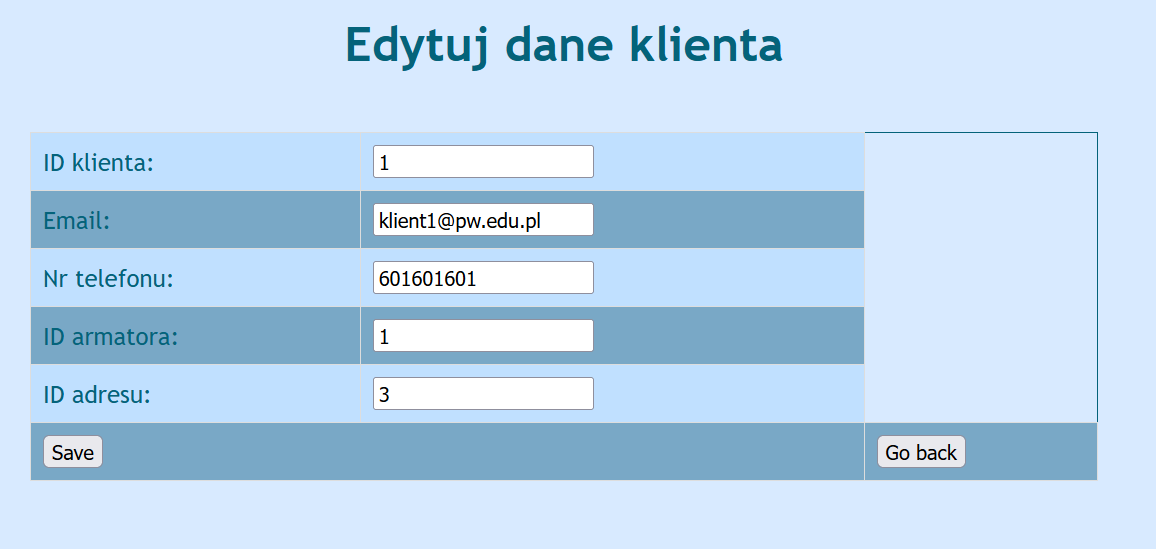 Edytuj dane klienta
ID klienta: 1
Email: klient1@pw.edu.pl
Nr telefonu: 601601601
ID armatora: 1
ID adresu: 3
Save Go back